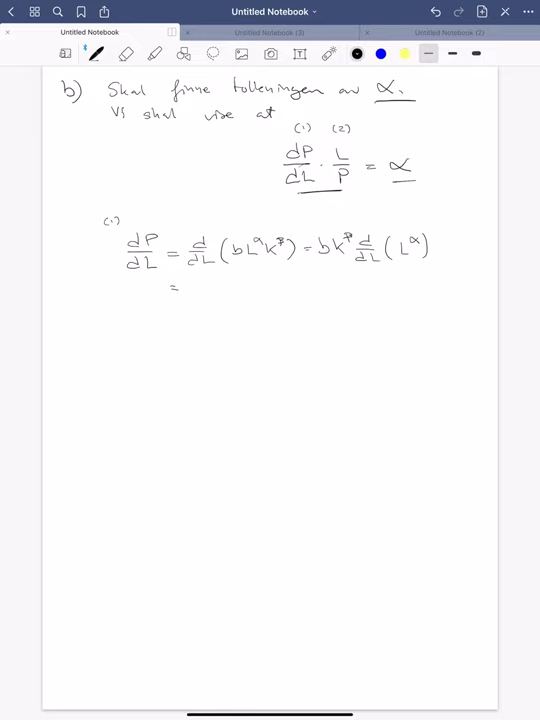 Untitled Notebook
Untitled Notebook
Untitled Notebook (3)
Untitled Notebook (2)
b) Skal finne tolkningen av α.
Vi skal vise at
(1) (2)
dP/dL · L/P = α
(1)
dP/dL = d/dL (bL^α K^β) = bK^β d/dL (L^α)
=